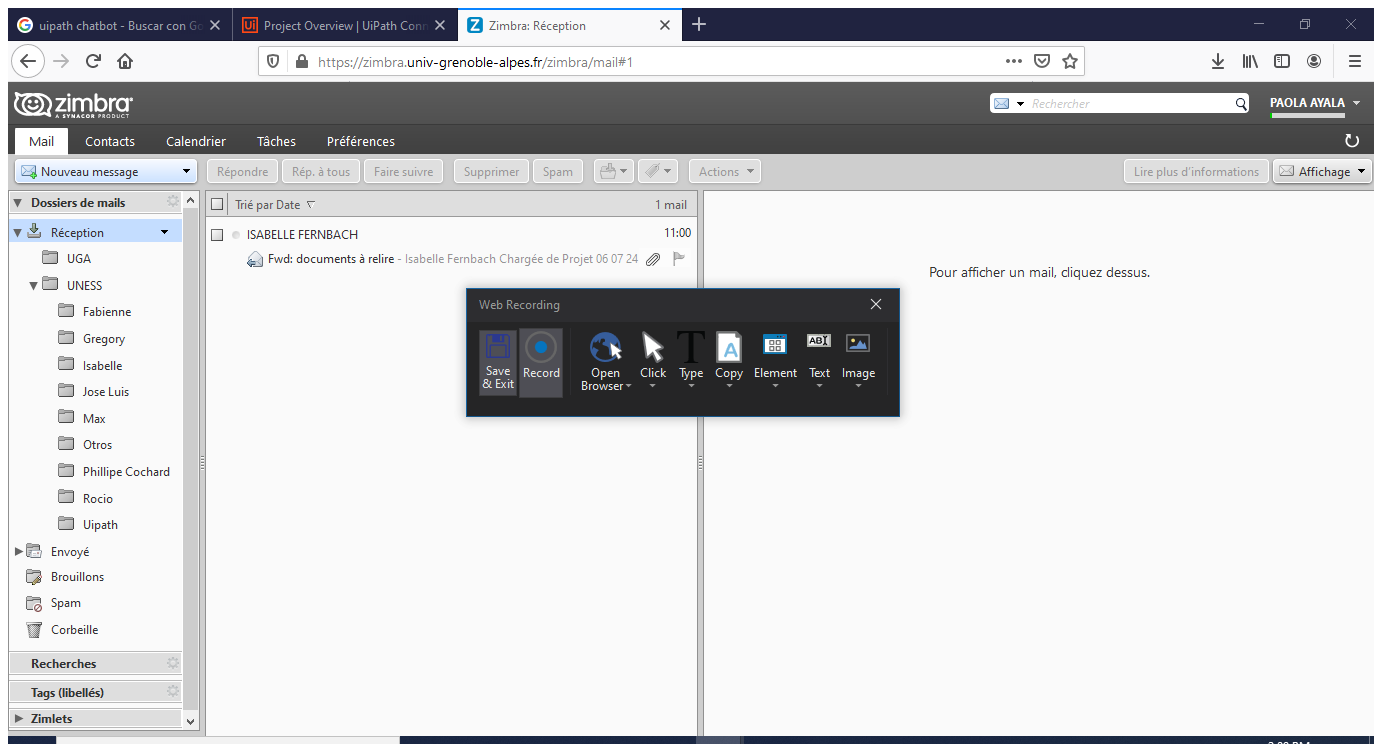 uipath chatbot - Buscar con Go
Project Overview | UiPath Conn
Zimbra: Réception
https://zimbra.univ-grenoble-alpes.fr/zimbra/mail#1
zimbra
A SYNACOR PRODUCT
Rechercher
PAOLA AYALA
Mail Contacts Calendrier Tâches Préférences
Nouveau message Répondre Rép. à tous Faire suivre Supprimer Spam Actions Lire plus d'informations Affichage
Dossiers de mails
Réception
UGA
UNESS
Fabienne
Gregory
Isabelle
Jose Luis
Max
Otros
Phillipe Cochard
Rocio
Uipath
Envoyé
Brouillons
Spam
Corbeille
Recherches
Tags (libellés)
Zimlets
Trié par Date 1 mail
ISABELLE FERNBACH 11:00
Fwd: documents à relire - Isabelle Fernbach Chargée de Projet 06 07 24
Pour afficher un mail, cliquez dessus.
Web Recording
Save
& Exit
Record
Open
Browser
Click
Type
Copy
Element
Text
Image